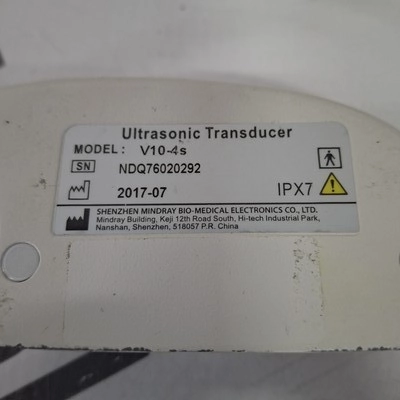 Ultrasonic Transducer
MODEL: V10-4s
SN NDQ76020292
2017-07 IPX7
SHENZHEN MINDRAY BIO-MEDICAL ELECTRONICS CO., LTD.
Mindray Building, Keji 12th Road South, Hi-tech Industrial Park,
Nanshan, Shenzhen, 518057 P.R. China